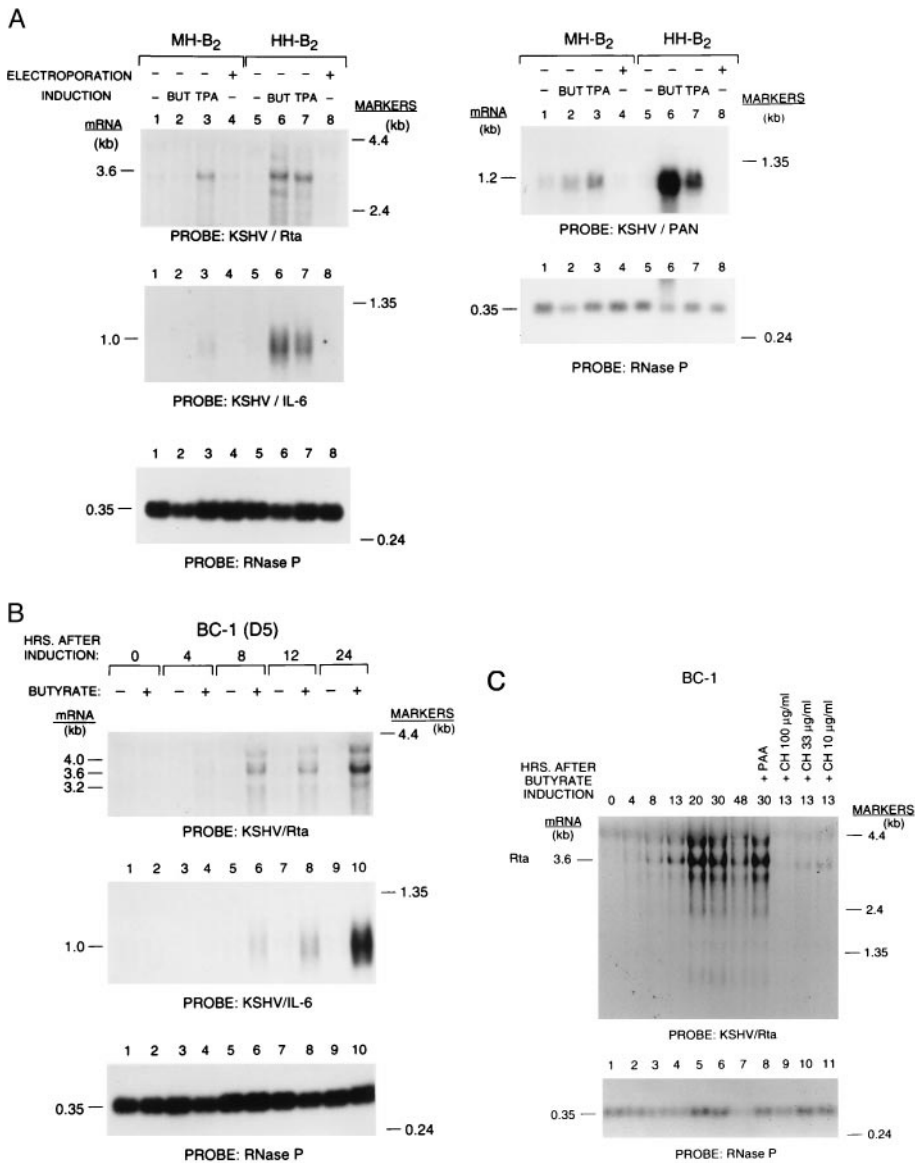 A
MH-B2 HH-B2
ELECTROPORATION – – – + – – – +
INDUCTION – BUT TPA – BUT TPA
mRNA (kb) 1 2 3 4 5 6 7 8 MARKERS (kb)
4.4
3.6
2.4
PROBE: KSHV / Rta
1 2 3 4 5 6 7 8
1.35
1.0
PROBE: KSHV / IL-6
1 2 3 4 5 6 7 8
0.35
0.24
PROBE: RNase P
MH-B2 HH-B2
– – – + – – – +
– BUT TPA – BUT TPA
mRNA (kb) 1 2 3 4 5 6 7 8 MARKERS (kb)
1.35
1.2
PROBE: KSHV / PAN
1 2 3 4 5 6 7 8
0.35
0.24
PROBE: RNase P
B
BC-1 (D5)
HRS. AFTER
INDUCTION: 0 4 8 12 24
BUTYRATE: – + – + – + – + – +
mRNA (kb) MARKERS (kb)
4.4
4.0
3.6
3.2
PROBE: KSHV/Rta
1 2 3 4 5 6 7 8 9 10
1.35
1.0
PROBE: KSHV/IL-6
1 2 3 4 5 6 7 8 9 10
0.35
0.24
PROBE: RNase P
C
BC-1
+ PAA
+ CH 100 µg/ml
+ CH 33 µg/ml
+ CH 10 µg/ml
HRS. AFTER
BUTYRATE
INDUCTION
0 4 8 13 20 30 48 30 13 13 13
mRNA (kb) MARKERS (kb)
4.4
Rta 3.6
2.4
1.35
PROBE: KSHV/Rta
1 2 3 4 5 6 7 8 9 10 11
0.35
0.24
PROBE: RNase P